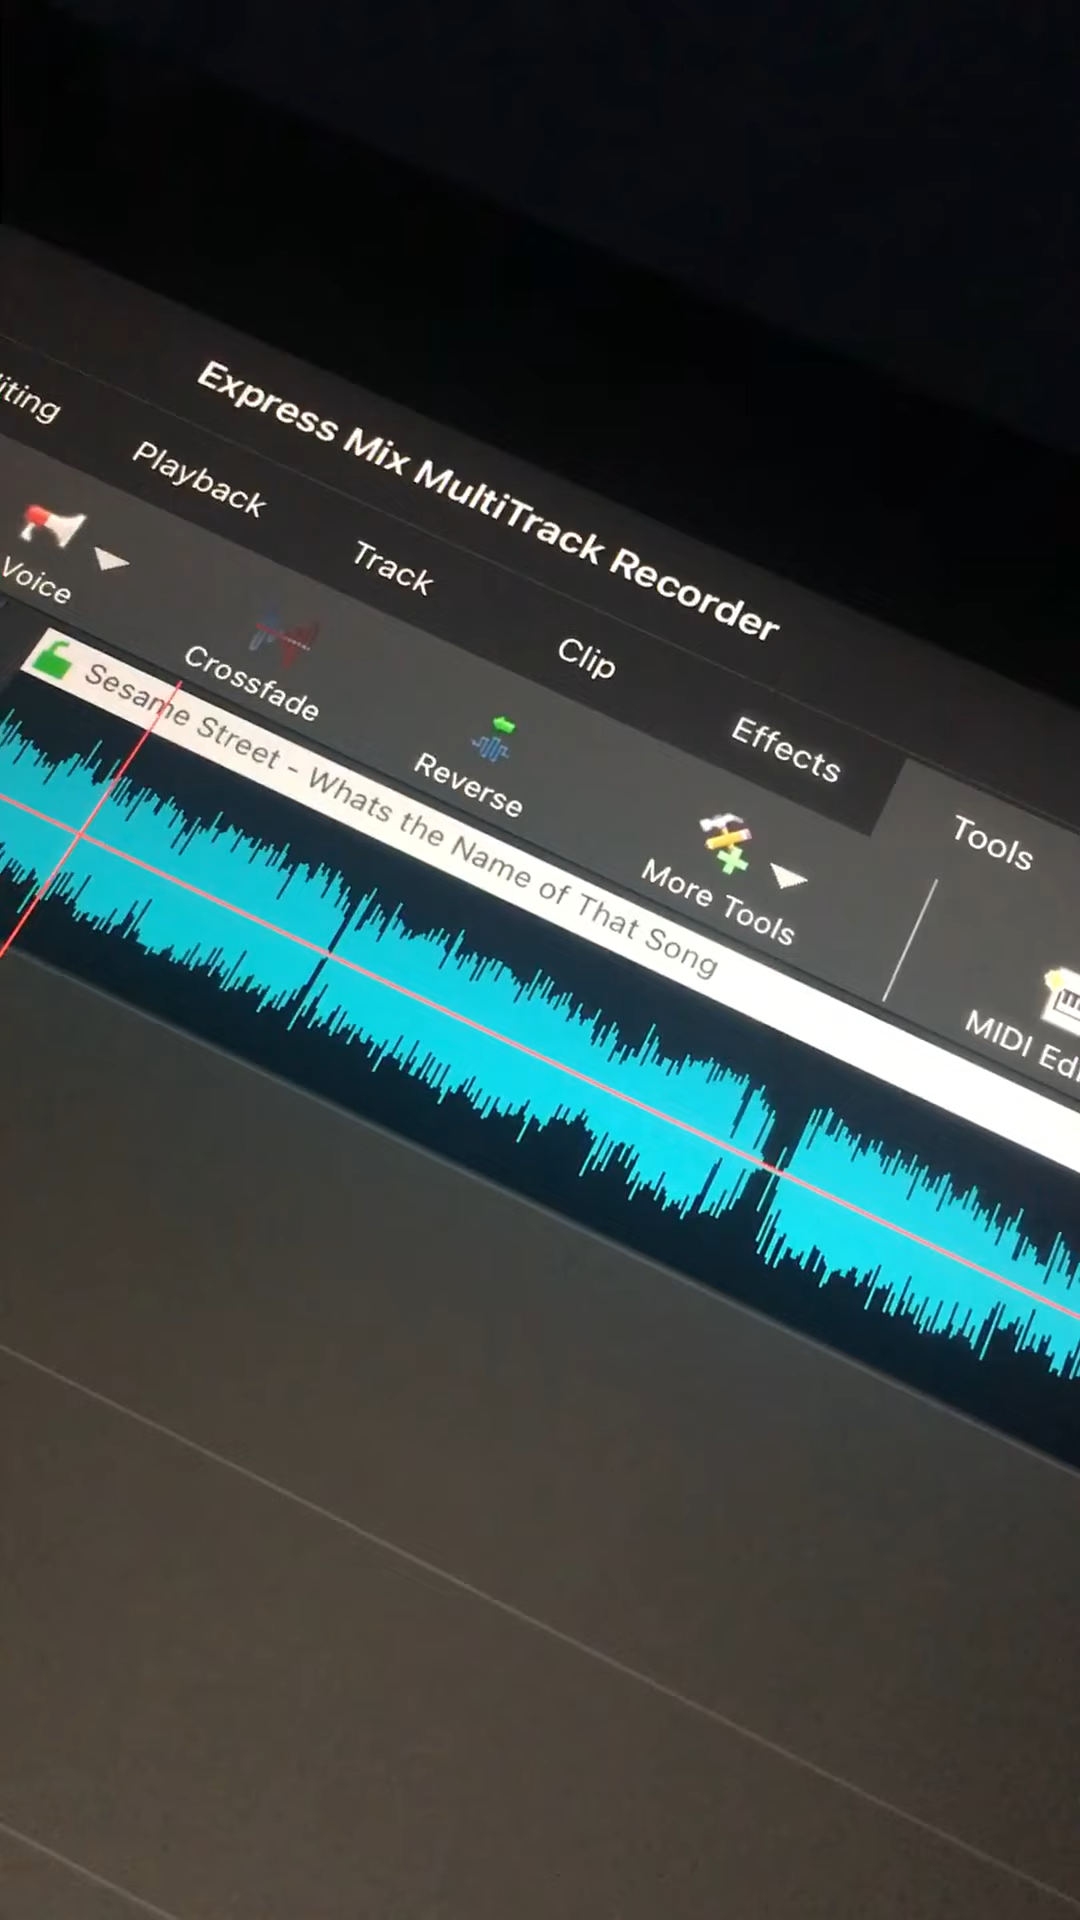 Express Mix MultiTrack Recorder
Playback
Track
Clip
Effects
Tools
Voice
Crossfade
Reverse
More Tools
MIDI
Sesame Street - Whats the Name of That Song